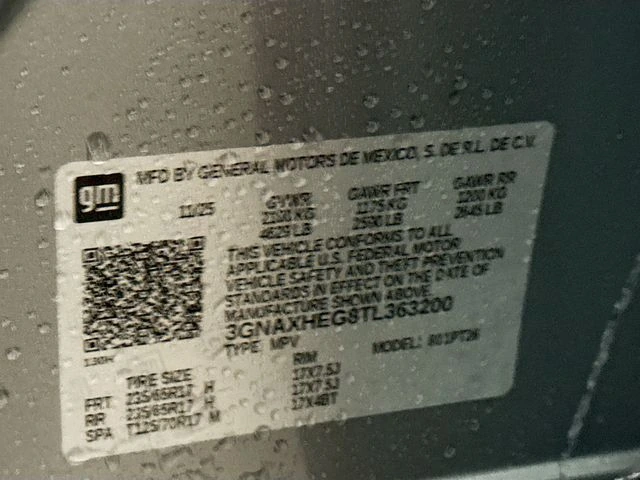 MFD BY GENERAL MOTORS DE MEXICO, S. DE R.L. DE C.V.
gm
11/25 GVWR GAWR FRT GAWR RR
2100 KG 1175 KG 1200 KG
4629 LB 2590 LB 2645 LB
THIS VEHICLE CONFORMS TO ALL
APPLICABLE U.S. FEDERAL MOTOR
VEHICLE SAFETY AND THEFT PREVENTION
STANDARDS IN EFFECT ON THE DATE OF
MANUFACTURE SHOWN ABOVE.
3GNAXHEG8TL363200
TYPE: MPV MODEL:
TIRE SIZE RIM
FRT 235/65R17 H 17X7.5J
RR 235/65R17 H 17X7.5J
SPA T125/70R17 M 17X4BT